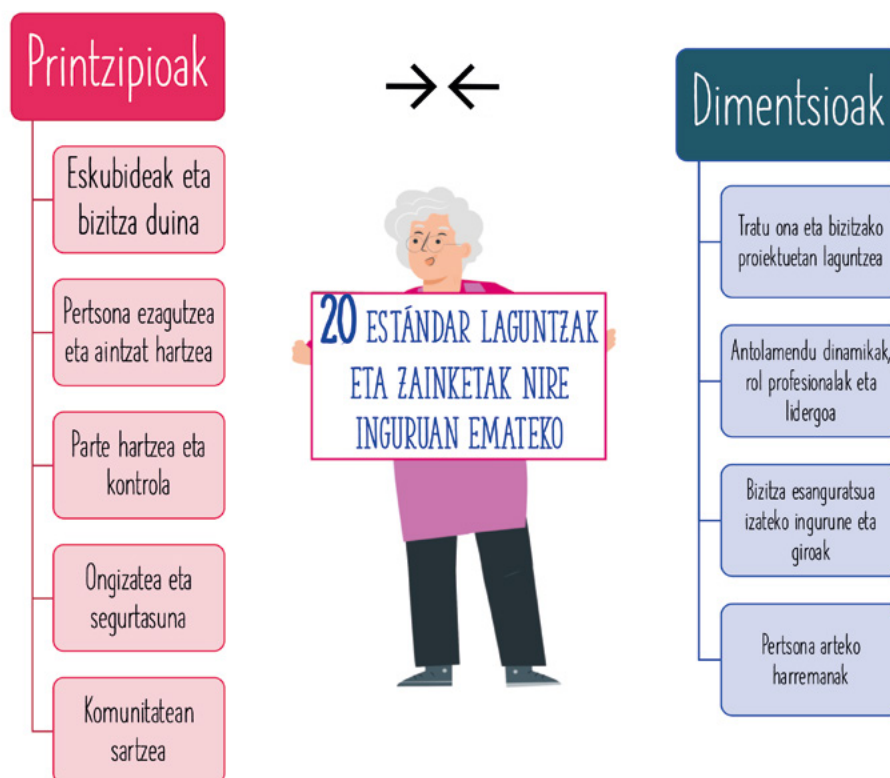 Printzipioak
Eskubideak eta
bizitza duina
Pertsona ezagutzea
eta aintzat hartzea
Parte hartzea eta
kontrola
Ongizatea eta
segurtasuna
Komunitatean
sartzea
20 ESTÁNDAR LAGUNTZAK
ETA ZAINKETAK NIRE
INGURUAN EMATEKO
Dimentsioak
Tratu ona eta bizitzako
proiektuetan laguntzea
Antolamendu dinamikak,
rol profesionalak eta
lidergoa
Bizitza esanguratsua
izateko ingurune eta
giroak
Pertsona arteko
harremanak